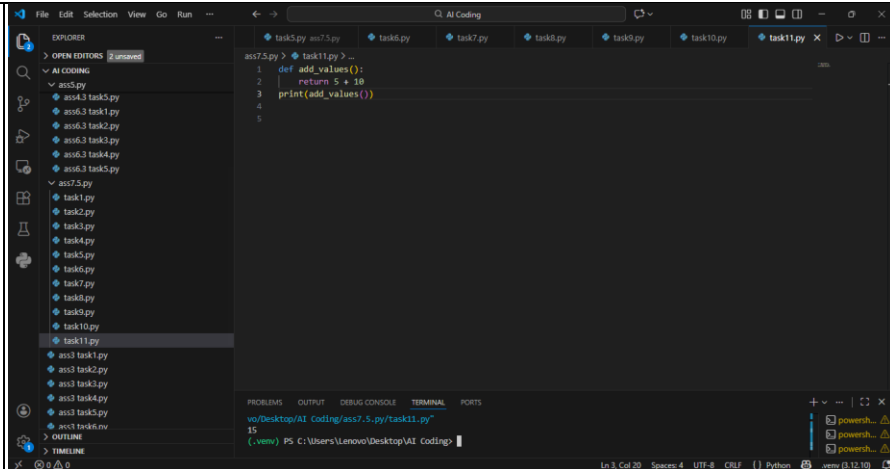 File Edit Selection View Go Run ···
AI Coding
EXPLORER ···
OPEN EDITORS 2 unsaved
AI CODING
ass5.py
ass4.3 task5.py
ass6.3 task1.py
ass6.3 task2.py
ass6.3 task3.py
ass6.3 task4.py
ass6.3 task5.py
ass7.5.py
task1.py
task2.py
task3.py
task4.py
task5.py
task6.py
task7.py
task8.py
task9.py
task10.py
task11.py
ass3 task1.py
ass3 task2.py
ass3 task3.py
ass3 task4.py
ass3 task5.py
ass3 task6.py
OUTLINE
TIMELINE
task5.py ass7.5.py task6.py task7.py task8.py task9.py task10.py task11.py
ass7.5.py > task11.py > ...
1 def add_values():
2     return 5 + 10
3 print(add_values())
4
5
PROBLEMS OUTPUT DEBUG CONSOLE TERMINAL PORTS
vo/Desktop/AI Coding/ass7.5.py/task11.py"
15
(.venv) PS C:\Users\Lenovo\Desktop\AI Coding>
powersh...
powersh...
powersh...
2
1
0 0
Ln 3, Col 20 Spaces: 4 UTF-8 CRLF { } Python .venv (3.12.10)